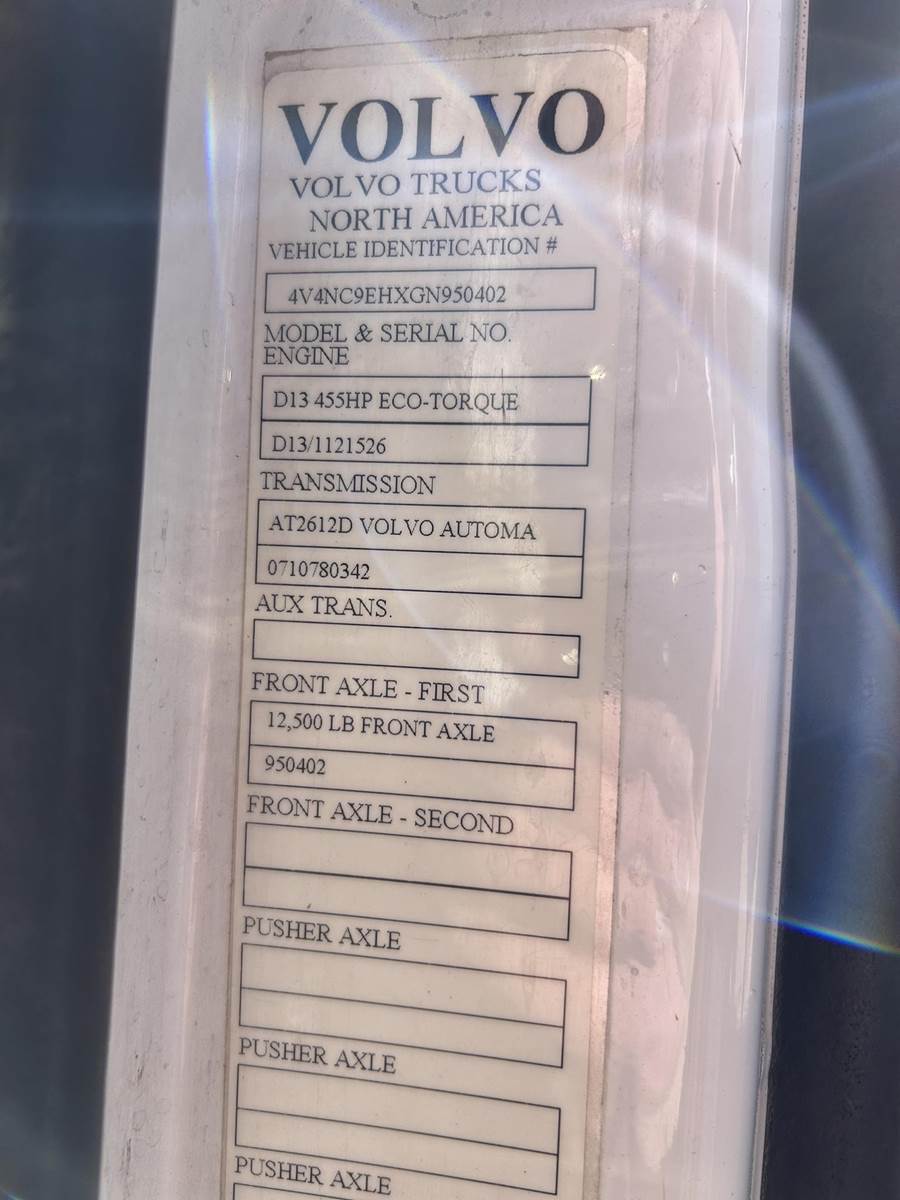 VOLVO
VOLVO TRUCKS
NORTH AMERICA
VEHICLE IDENTIFICATION #
4V4NC9EHXGN950402
MODEL & SERIAL NO.
ENGINE
D13 455HP ECO-TORQUE
D13/1121526
TRANSMISSION
AT2612D VOLVO AUTOMA
0710780342
AUX TRANS.
FRONT AXLE - FIRST
12,500 LB FRONT AXLE
950402
FRONT AXLE - SECOND
PUSHER AXLE
PUSHER AXLE
PUSHER AXLE